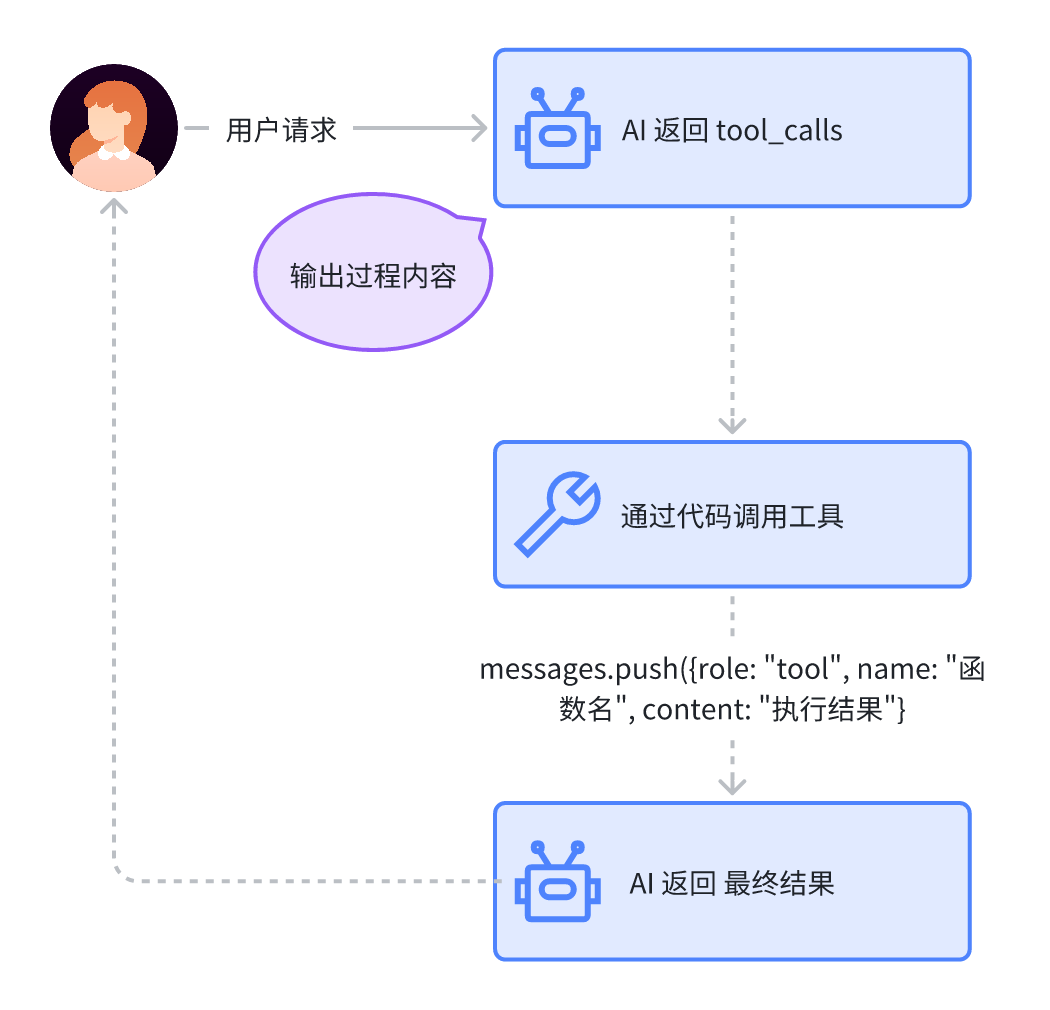 用户请求
AI 返回 tool_calls
输出过程内容
通过代码调用工具
messages.push({role: "tool", name: "函
数名", content: "执行结果"}
AI 返回 最终结果